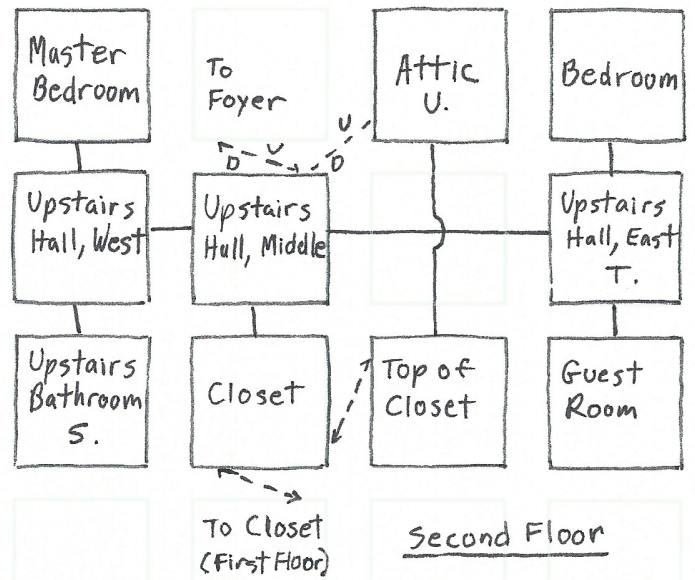 Master
Bedroom
To
Foyer
Attic
U.
Bedroom
U
D
U
D
Upstairs
Hall, West
Upstairs
Hall, Middle
Upstairs
Hall, East
T.
Upstairs
Bathroom
S.
Closet
Top of
Closet
Guest
Room
To Closet
(First Floor)
Second Floor